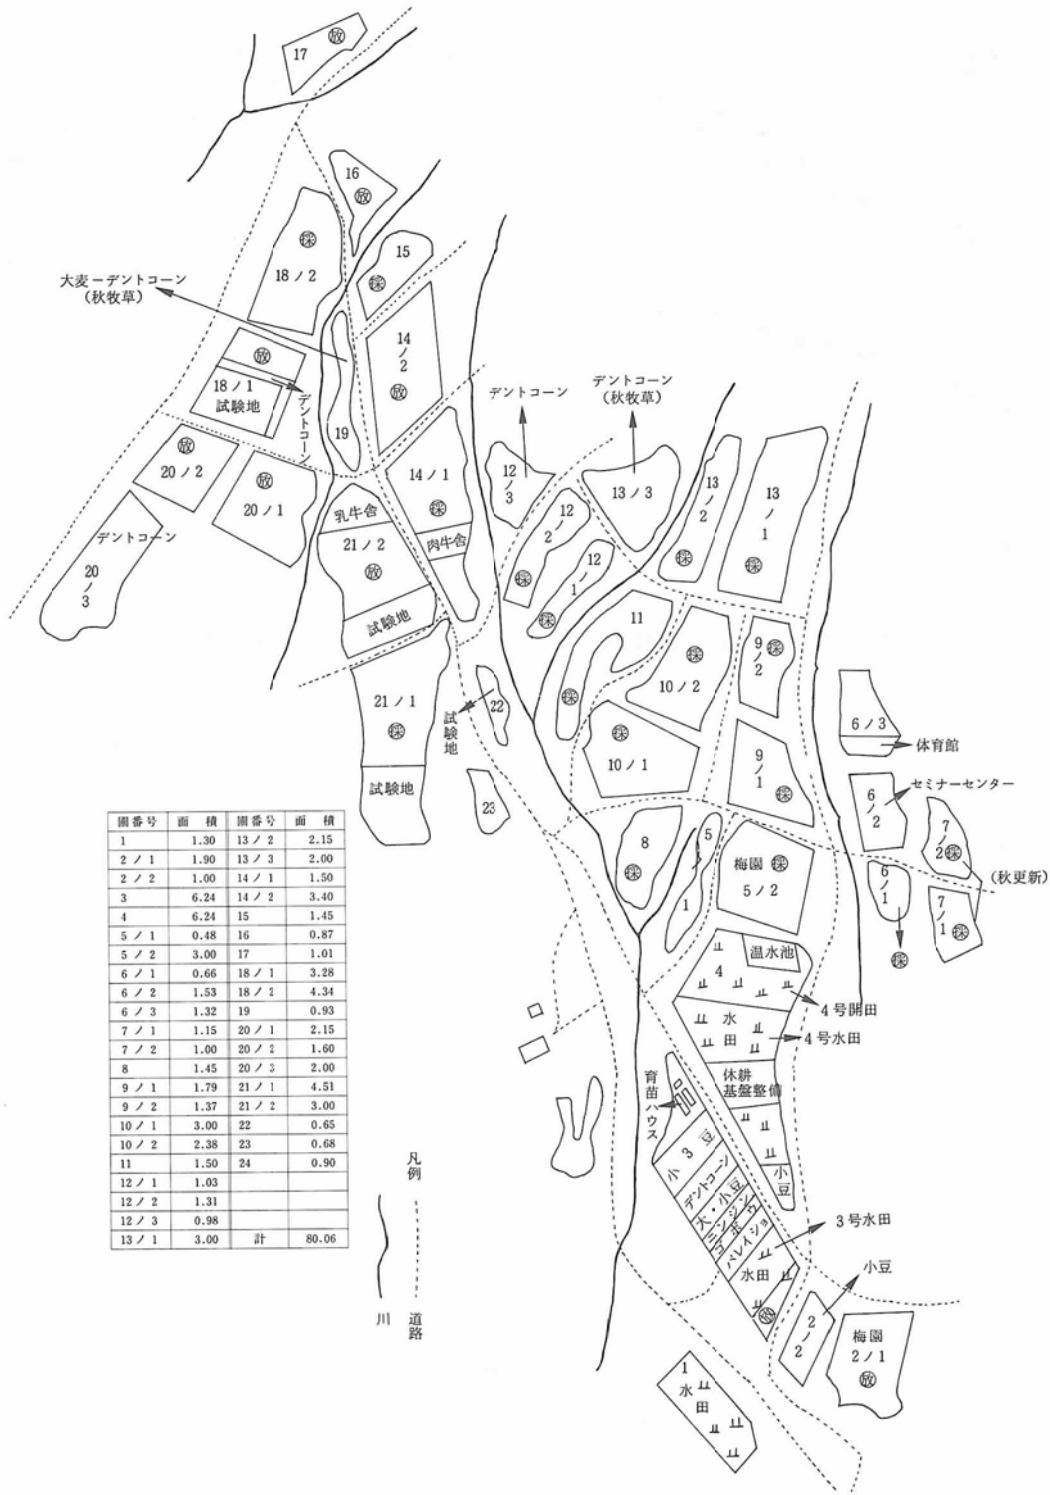 17 放
16
放
採
15
18ノ2
採
大麦－デントコーン
(秋牧草)
14ノ2
放
放
18ノ1
試験地
デントコーン
19
デントコーン
デントコーン
(秋牧草)
放
20ノ2
放
20ノ1
14ノ1
採
12ノ3
13ノ3
13ノ2
採
13ノ1
採
デントコーン
20ノ3
乳牛舎
21ノ2
放
肉牛舎
試験地
12ノ2
採
12ノ1
採
11
採
10ノ2
採
9ノ2
採
21ノ1
採
試験地
22
試験地
23
10ノ1
採
9ノ1
採
6ノ3
体育館
6ノ2
セミナーセンター
7ノ2
採
(秋更新)
8
採
5ノ1
梅園 採
5ノ2
6ノ1
採
7ノ1
採
温水池
4
4号開田
水田
4号水田
休耕
基盤整備
小豆
育苗ハウス
小豆
3
デントコーン
大・小豆
ニンジン
ゴボウ
バレイショ
水田
3号水田
小豆
2ノ2
梅園
2ノ1
放
1
水田
圃番号 面積 圃番号 面積
1 1.30 13ノ2 2.15
2ノ1 1.90 13ノ3 2.00
2ノ2 1.00 14ノ1 1.50
3 6.24 14ノ2 3.40
4 6.24 15 1.45
5ノ1 0.48 16 0.87
5ノ2 3.00 17 1.01
6ノ1 0.66 18ノ1 3.28
6ノ2 1.53 18ノ2 4.34
6ノ3 1.32 19 0.93
7ノ1 1.15 20ノ1 2.15
7ノ2 1.00 20ノ2 1.60
8 1.45 20ノ3 2.00
9ノ1 1.79 21ノ1 4.51
9ノ2 1.37 21ノ2 3.00
10ノ1 3.00 22 0.65
10ノ2 2.38 23 0.68
11 1.50 24 0.90
12ノ1 1.03
12ノ2 1.31
12ノ3 0.98
13ノ1 3.00 計 80.06
凡例
川
道路